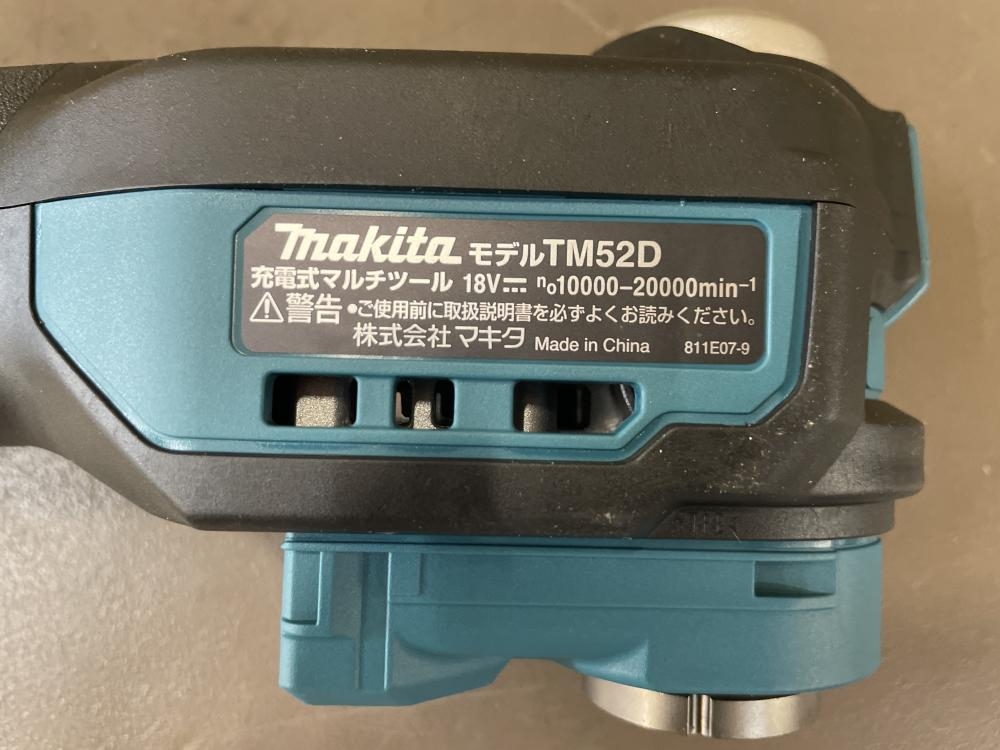 makita モデルTM52D
充電式マルチツール 18V⎓ n₀10000-20000min⁻¹
⚠警告 •ご使用前に取扱説明書を必ずよくお読みください。
株式会社 マキタ Made in China 811E07-9